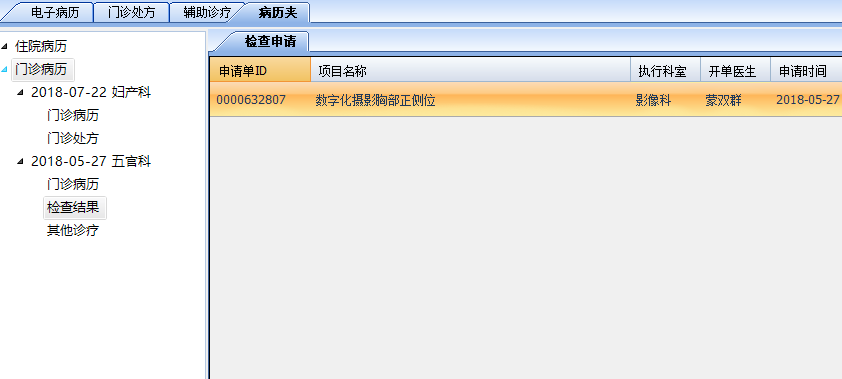 电子病历 门诊处方 辅助诊疗 病历夹
住院病历
门诊病历
2018-07-22 妇产科
门诊病历
门诊处方
2018-05-27 五官科
门诊病历
检查结果
其他诊疗
检查申请
申请单ID 项目名称 执行科室 开单医生 申请时间
0000632807 数字化摄影胸部正侧位 影像科 蒙双群 2018-05-27